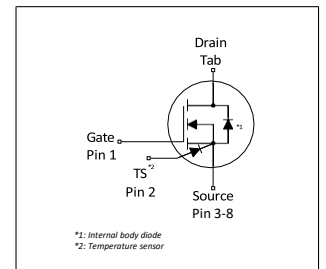 Drain
Tab
*1
Gate
Pin 1
TS*2
Pin 2
Source
Pin 3-8
*1: Internal body diode
*2: Temperature sensor